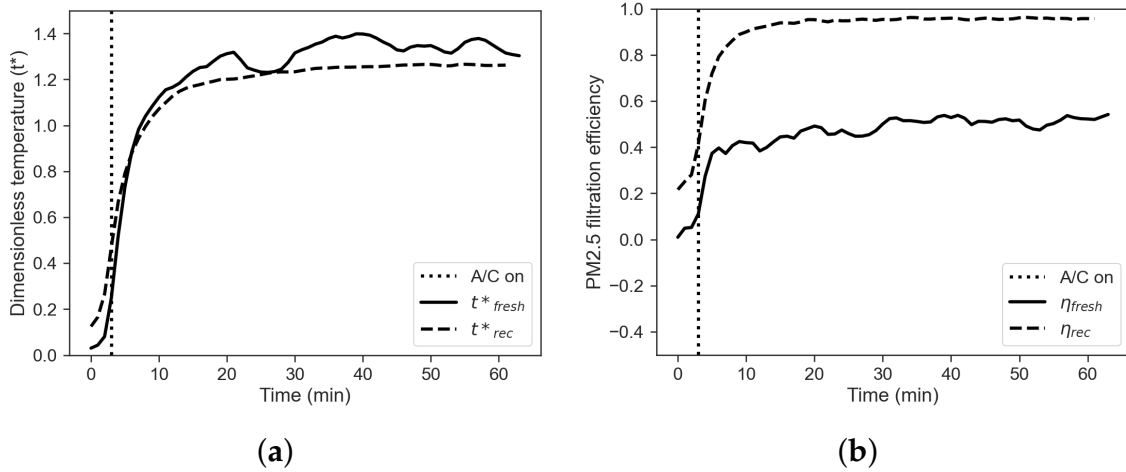 1.4
1.2
1.0
0.8
0.6
0.4
0.2
0.0
Dimensionless temperature (t*)
0 10 20 30 40 50 60
Time (min)
A/C on
t*fresh
t*rec
(a)
1.0
0.8
0.6
0.4
0.2
0.0
−0.2
−0.4
PM2.5 filtration efficiency
0 10 20 30 40 50 60
Time (min)
A/C on
ηfresh
ηrec
(b)